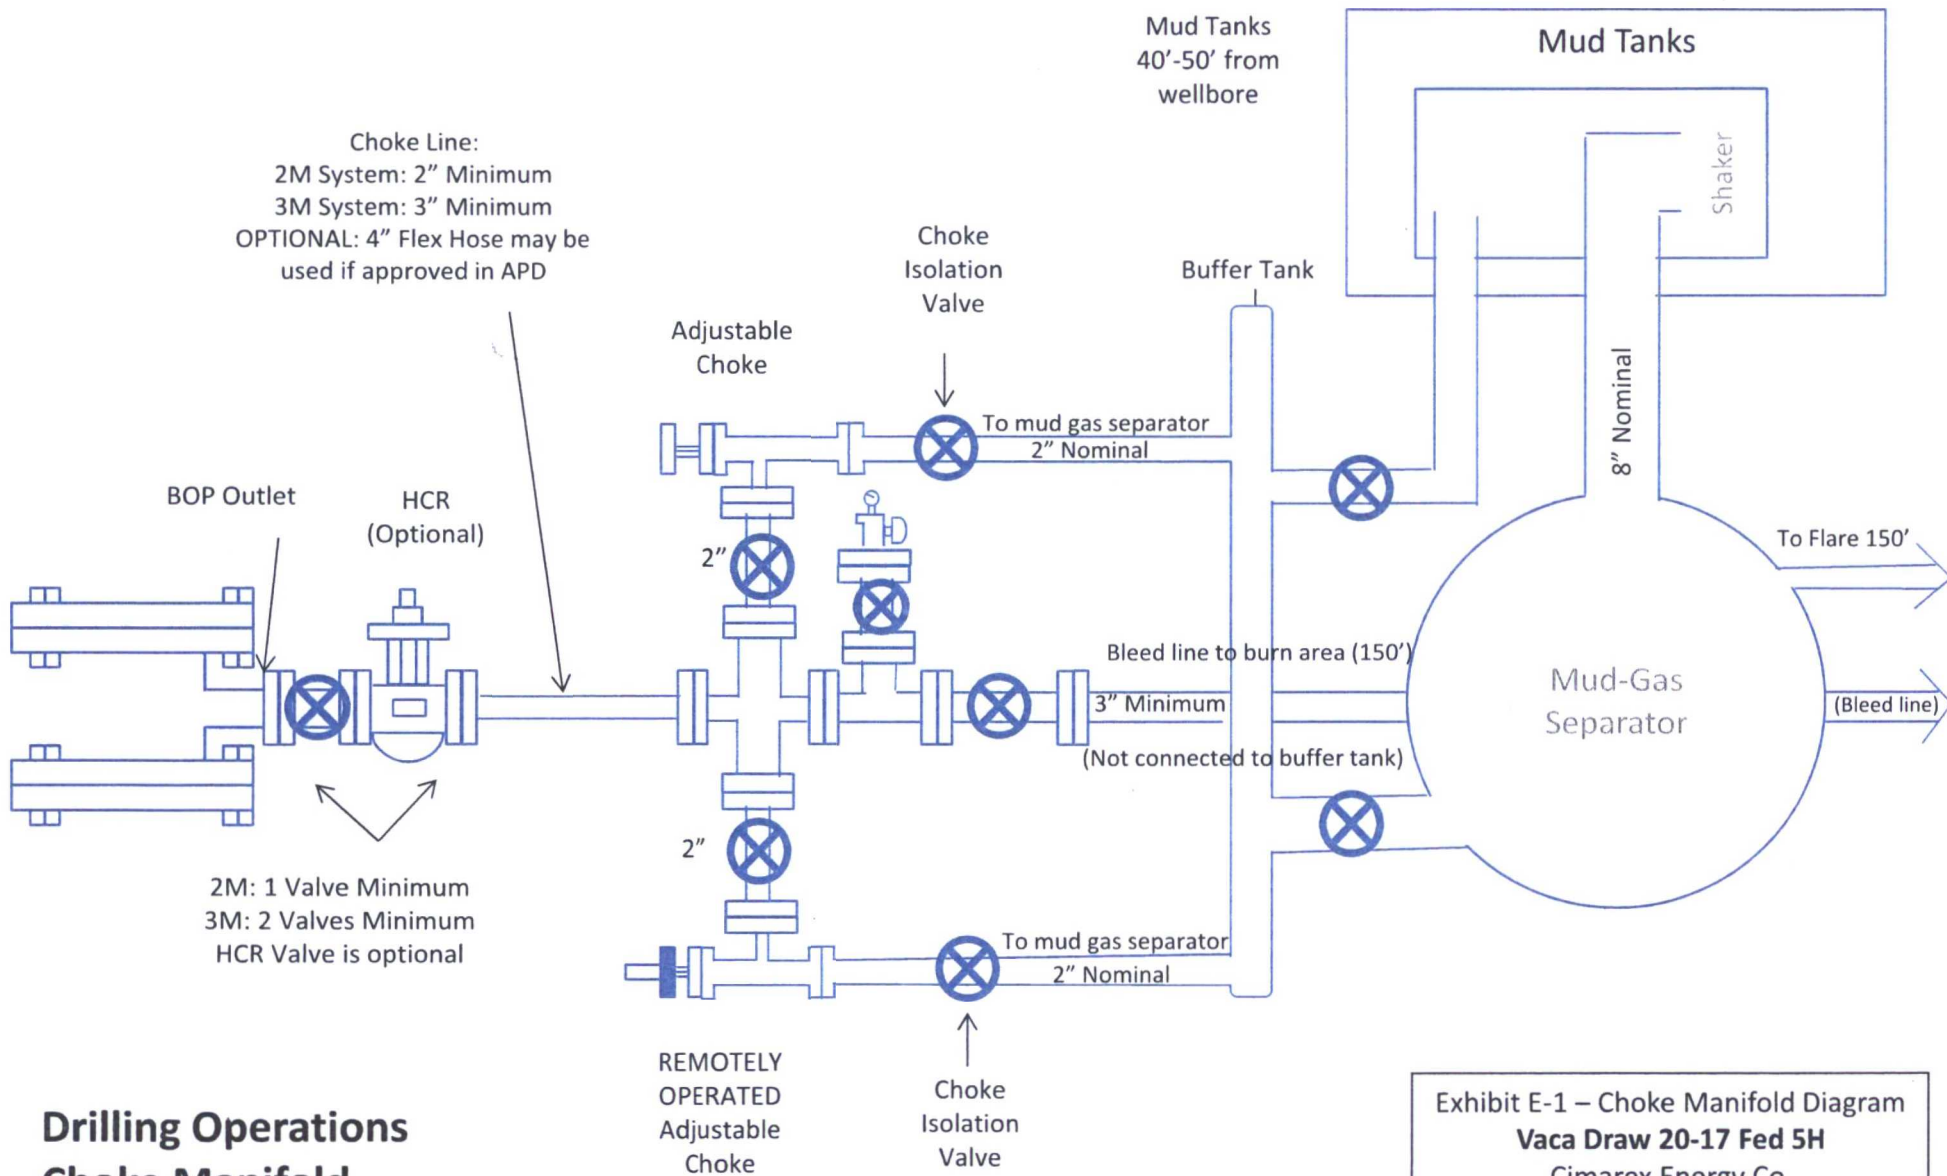 Mud Tanks
40’-50’ from
wellbore
Mud Tanks
Shaker
Choke Line:
2M System: 2” Minimum
3M System: 3” Minimum
OPTIONAL: 4” Flex Hose may be
used if approved in APD
Choke
Isolation
Valve
Buffer Tank
Adjustable
Choke
8” Nominal
To mud gas separator
2” Nominal
BOP Outlet
HCR
(Optional)
2”
To Flare 150’
Bleed line to burn area (150’)
3” Minimum
(Not connected to buffer tank)
Mud-Gas
Separator
(Bleed line)
2”
2M: 1 Valve Minimum
3M: 2 Valves Minimum
HCR Valve is optional
To mud gas separator
2” Nominal
REMOTELY
OPERATED
Adjustable
Choke
Choke
Isolation
Valve
Drilling Operations
Choke Manifold
Exhibit E-1 – Choke Manifold Diagram
Vaca Draw 20-17 Fed 5H
Cimarex Energy Co.